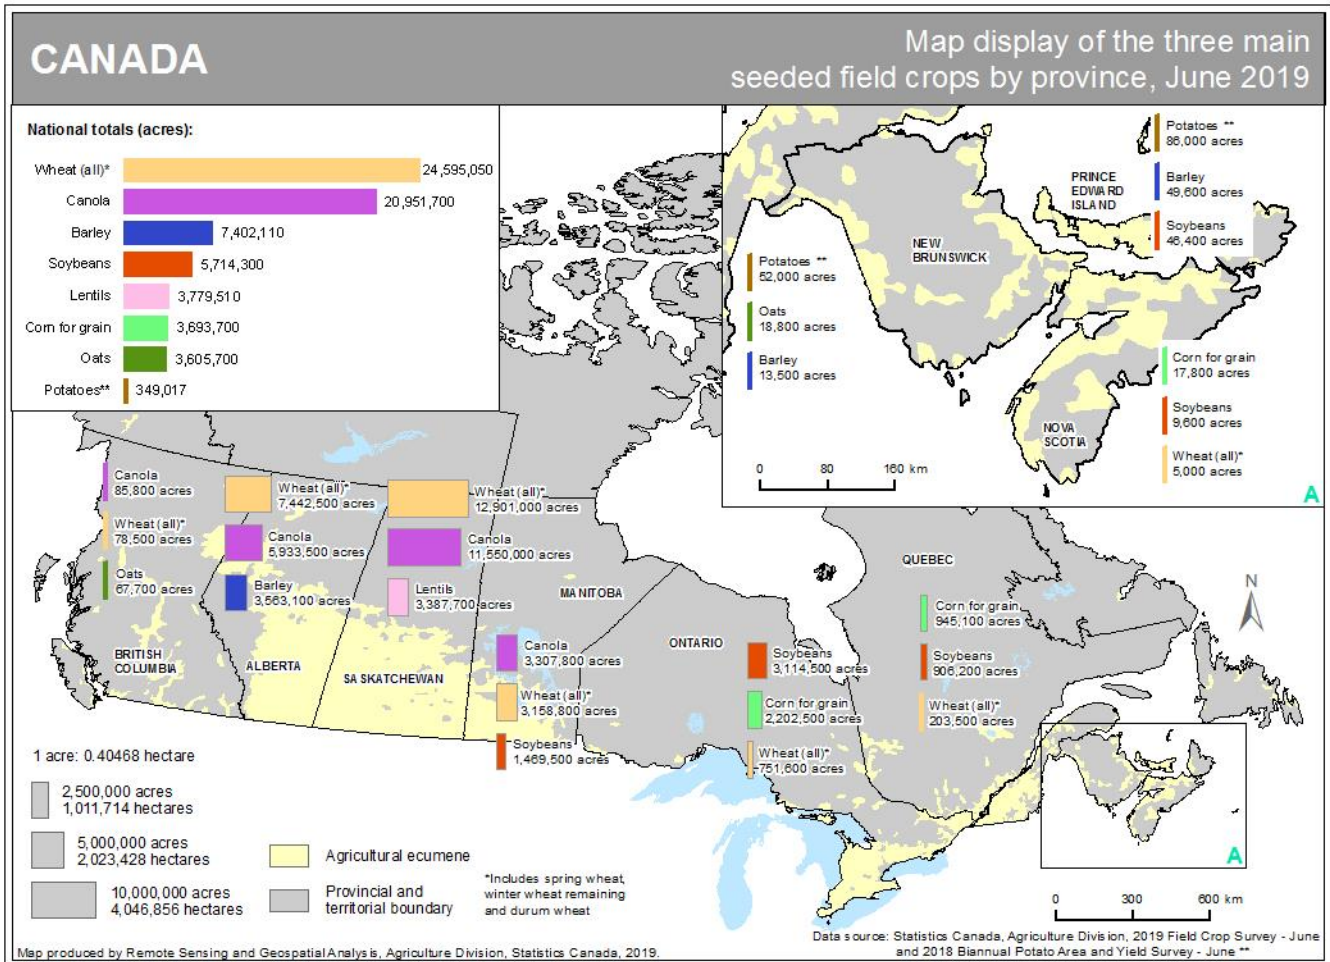 CANADA
Map display of the three main
seeded field crops by province, June 2019
National totals (acres):
Wheat (all)* 24,595,050
Canola 20,951,700
Barley 7,402,110
Soybeans 5,714,300
Lentils 3,779,510
Corn for grain 3,693,700
Oats 3,605,700
Potatoes** 349,017
Potatoes **
86,000 acres
Barley
49,600 acres
Soybeans
46,400 acres
PRINCE
EDWARD
ISLAND
NEW
BRUNSWICK
Potatoes **
52,000 acres
Oats
18,800 acres
Barley
13,500 acres
Corn for grain
17,800 acres
Soybeans
9,600 acres
Wheat (all)*
5,000 acres
NOVA
SCOTIA
0 80 160 km
A
Canola
85,800 acres
Wheat (all)*
78,500 acres
Oats
67,700 acres
BRITISH
COLUMBIA
Wheat (all)*
7,442,500 acres
Canola
5,933,500 acres
Barley
3,563,100 acres
ALBERTA
Wheat (all)*
12,901,000 acres
Canola
11,550,000 acres
Lentils
3,387,700 acres
SASKATCHEWAN
MANITOBA
Canola
3,307,800 acres
Wheat (all)*
3,158,800 acres
Soybeans
1,469,500 acres
ONTARIO
Soybeans
3,114,500 acres
Corn for grain
2,202,500 acres
Wheat (all)*
751,600 acres
QUEBEC
Corn for grain
945,100 acres
Soybeans
906,200 acres
Wheat (all)*
203,500 acres
N
A
1 acre: 0.40468 hectare
2,500,000 acres
1,011,714 hectares
5,000,000 acres
2,023,428 hectares
10,000,000 acres
4,046,856 hectares
Agricultural ecumene
Provincial and
territorial boundary
*Includes spring wheat,
winter wheat remaining
and durum wheat
0 300 600 km
Map produced by Remote Sensing and Geospatial Analysis, Agriculture Division, Statistics Canada, 2019.
Data source: Statistics Canada, Agriculture Division, 2019 Field Crop Survey - June
and 2018 Biannual Potato Area and Yield Survey - June **